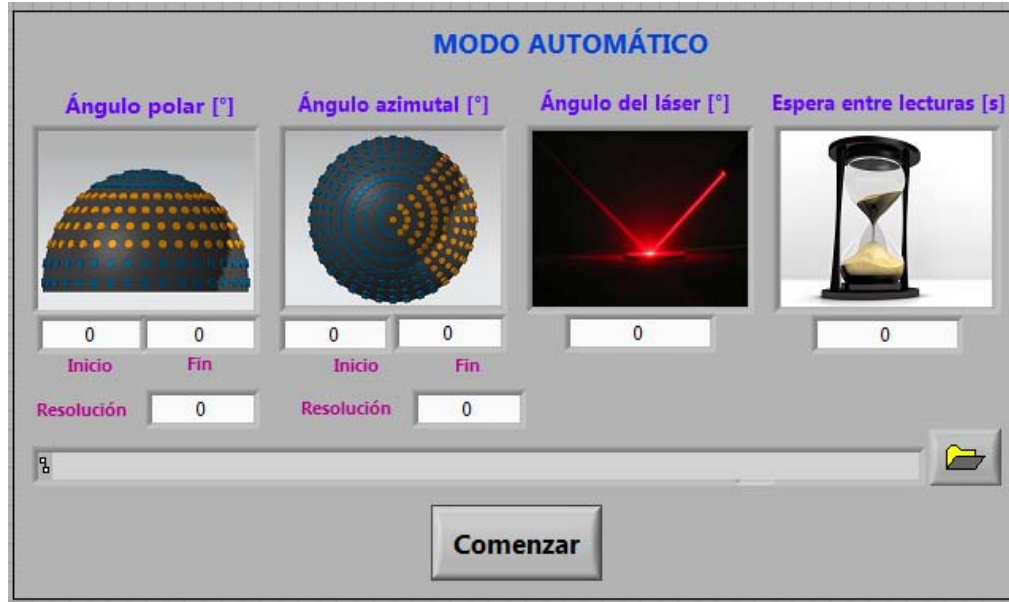 MODO AUTOMÁTICO
Ángulo polar [°] Ángulo azimutal [°] Ángulo del láser [°] Espera entre lecturas [s]
0 0 0 0 0 0
Inicio Fin Inicio Fin
Resolución 0 Resolución 0
Comenzar